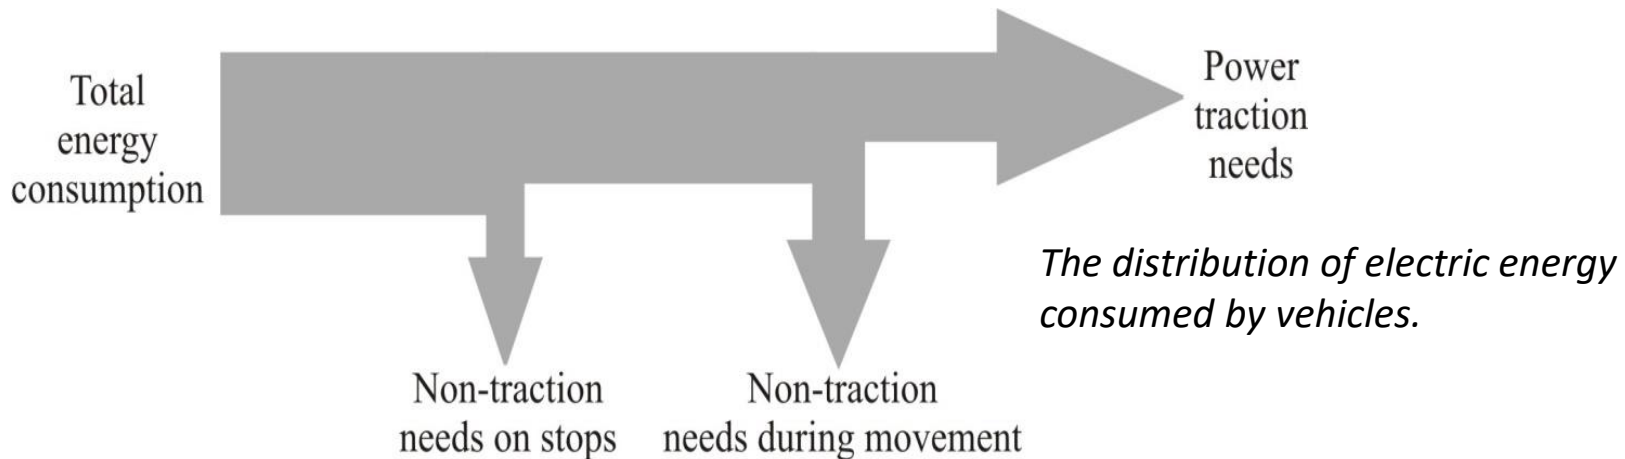 Total
energy
consumption
Power
traction
needs
The distribution of electric energy
consumed by vehicles.
Non-traction
needs on stops
Non-traction
needs during movement